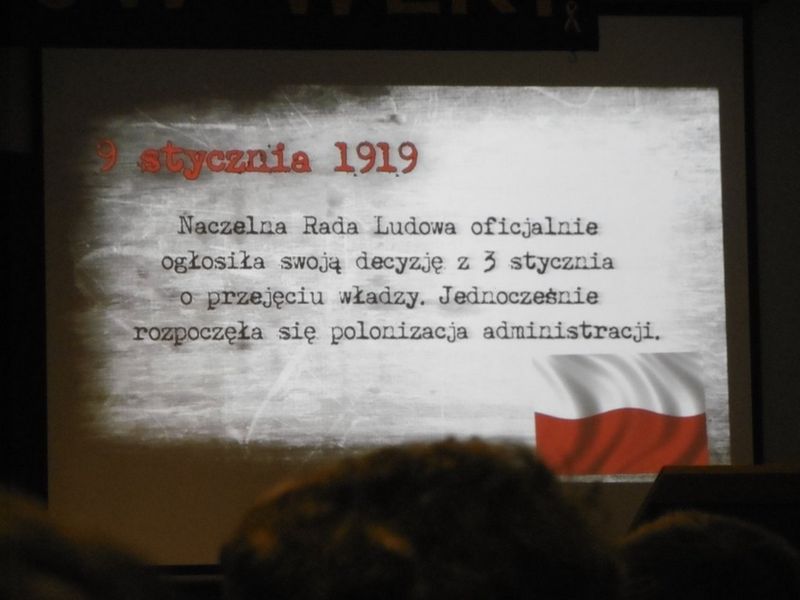 9 stycznia 1919
Naczelna Rada Ludowa oficjalnie
ogłosiła swoją decyzję z 3 stycznia
o przejęciu władzy. Jednocześnie
rozpoczęła się polonizacja administracji.